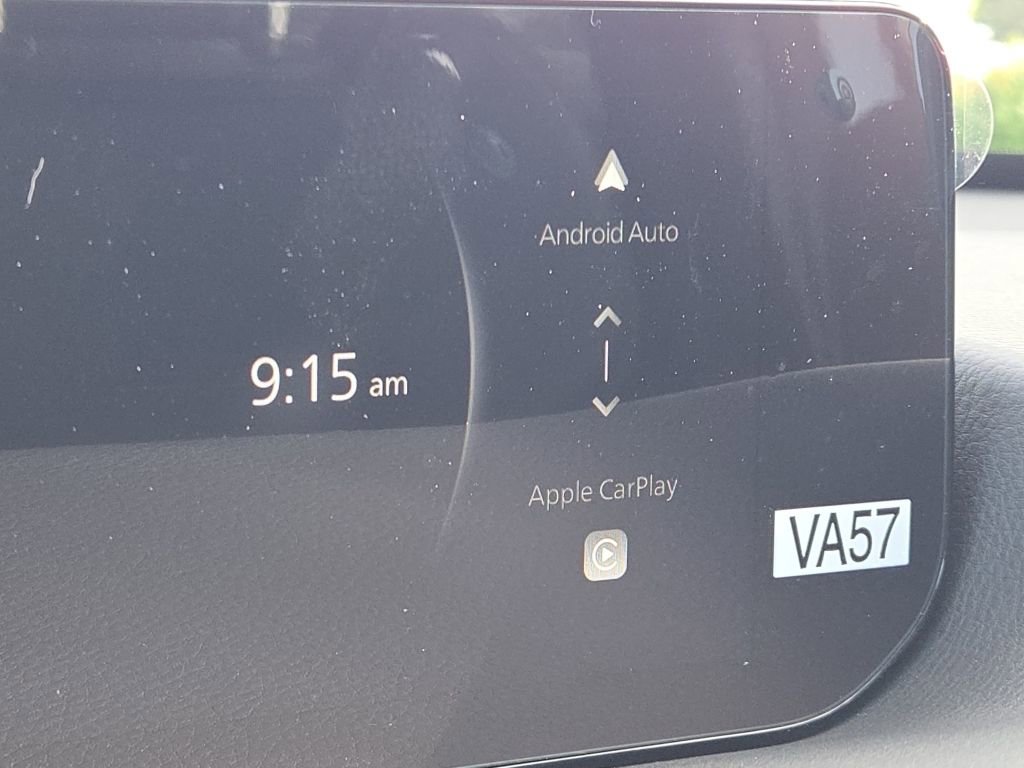 Android Auto
9:15 am
Apple CarPlay
VA57